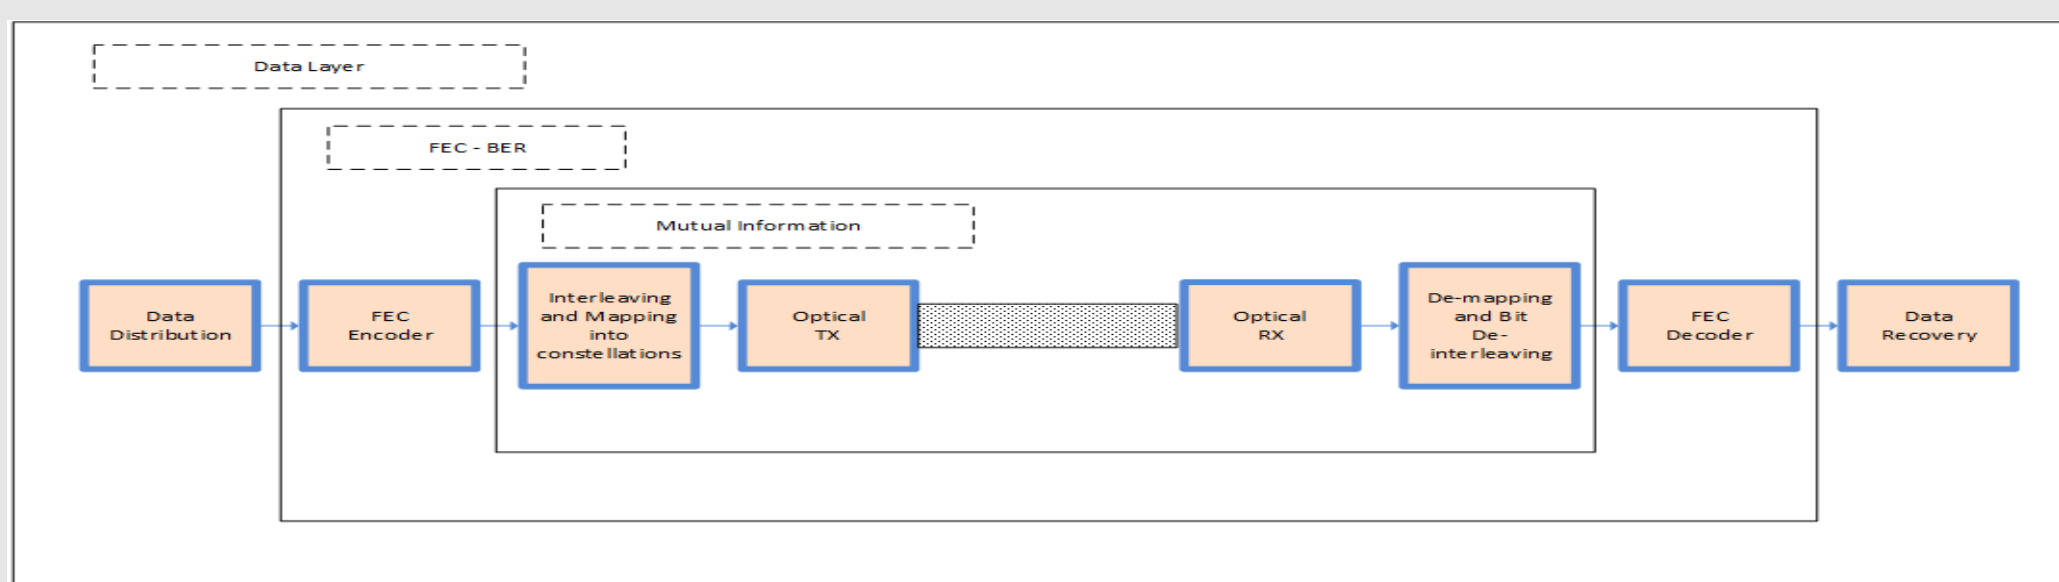 Data Layer
FEC - BER
Mutual Information
Data
Distribution
FEC
Encoder
Interleaving
and Mapping
into
constellations
Optical
TX
Optical
RX
De-mapping
and Bit
De-
interleaving
FEC
Decoder
Data
Recovery